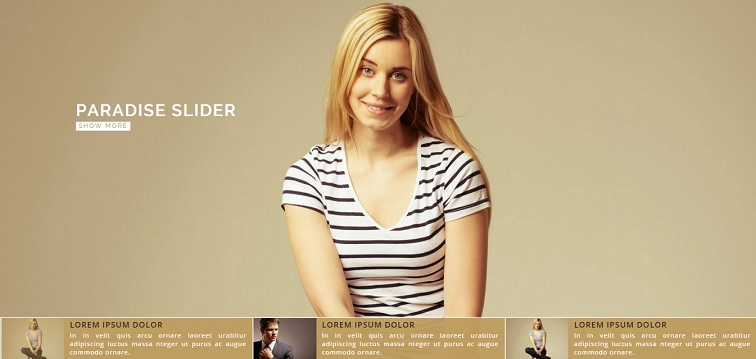 PARADISE SLIDER
SHOW MORE
LOREM IPSUM DOLOR
In in velit quis arcu ornare laoreet urabitur
adipiscing luctus massa nteger ut purus ac augue
commodo ornare.
LOREM IPSUM DOLOR
In in velit quis arcu ornare laoreet urabitur
adipiscing luctus massa nteger ut purus ac augue
commodo ornare.
LOREM IPSUM DOLOR
In in velit quis arcu ornare laoreet urabitur
adipiscing luctus massa nteger ut purus ac augue
commodo ornare.